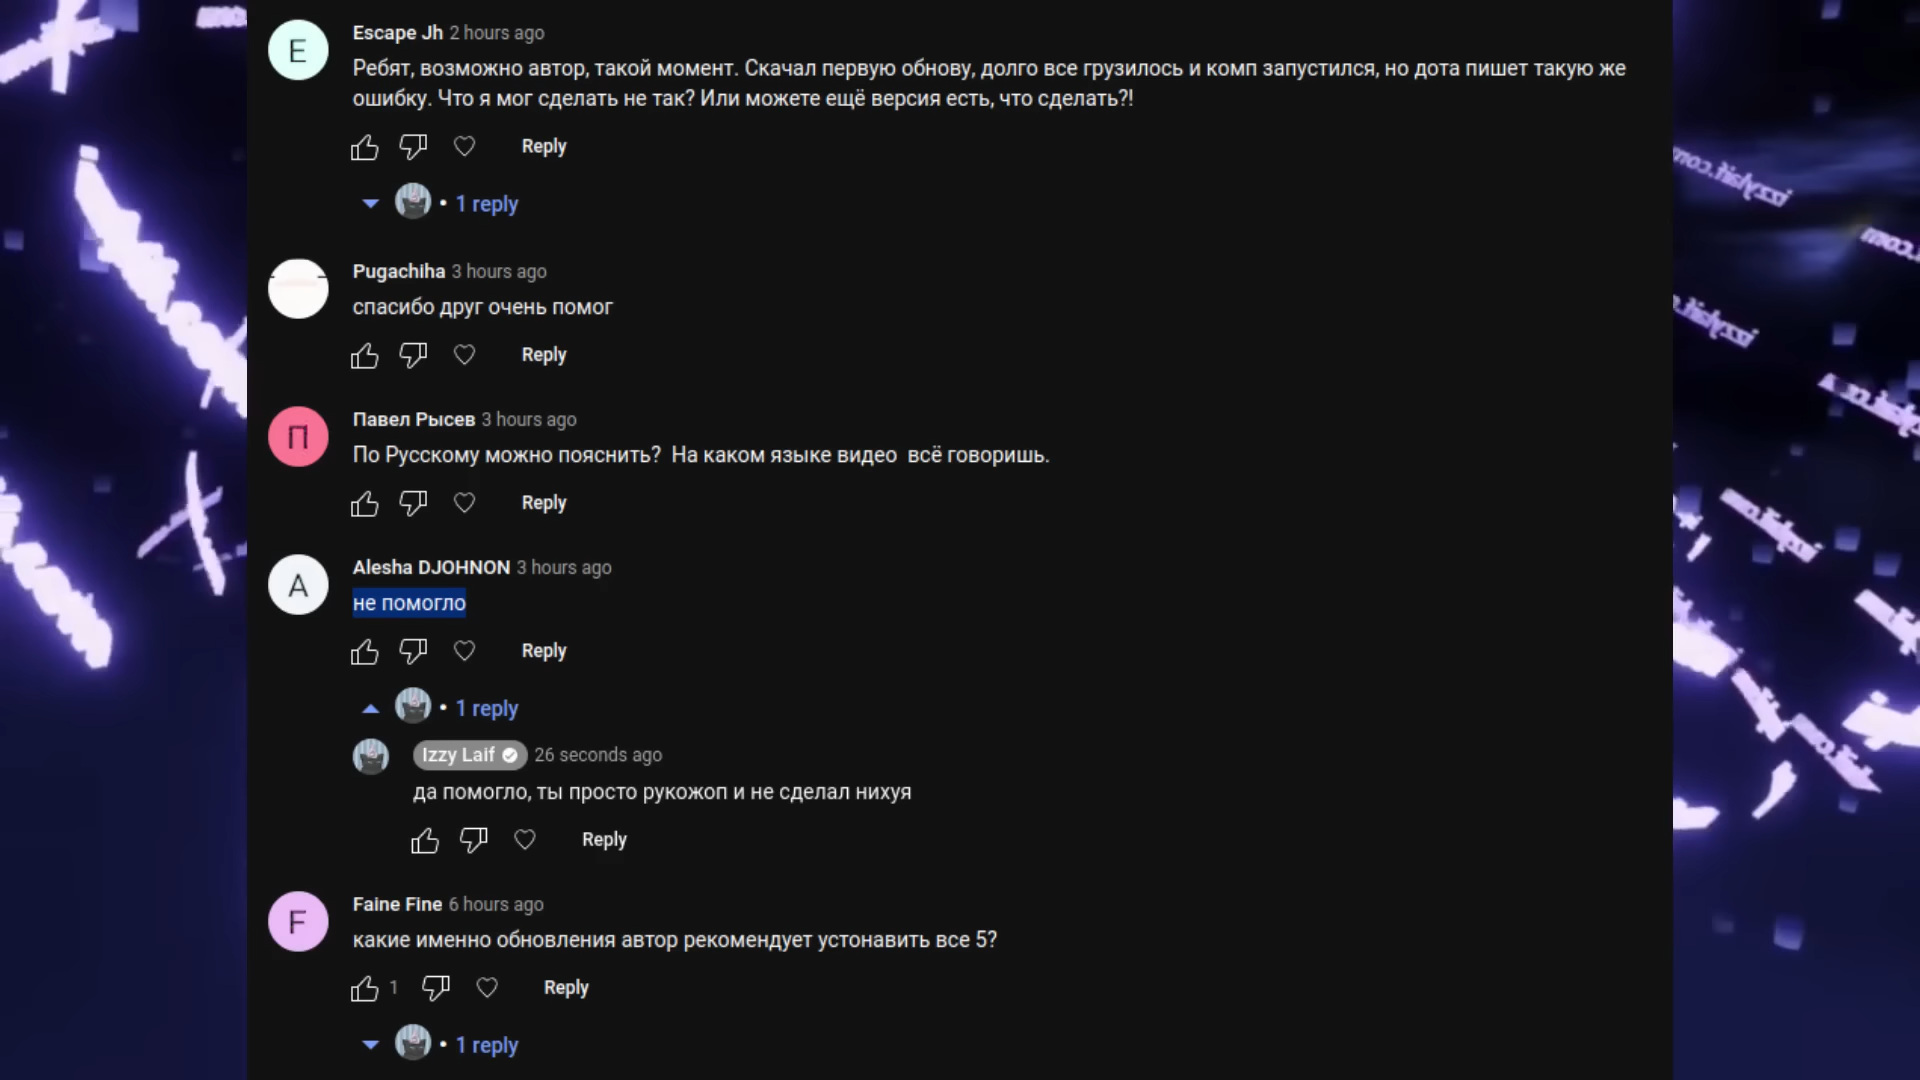 Escape Jh 2 hours ago
Ребят, возможно автор, такой момент. Скачал первую обнову, долго все грузилось и комп запустился, но дота пишет такую же
ошибку. Что я мог сделать не так? Или можете ещё версия есть, что сделать?!
Reply
• 1 reply
Pugachiha 3 hours ago
спасибо друг очень помог
Reply
Павел Рысев 3 hours ago
По Русскому можно пояснить? На каком языке видео всё говоришь.
Reply
Alesha DJOHNON 3 hours ago
не помогло
Reply
• 1 reply
Izzy Laif 26 seconds ago
да помогло, ты просто рукожоп и не сделал нихуя
Reply
Faine Fine 6 hours ago
какие именно обновления автор рекомендует устонавить все 5?
1 Reply
• 1 reply
E
П
A
F